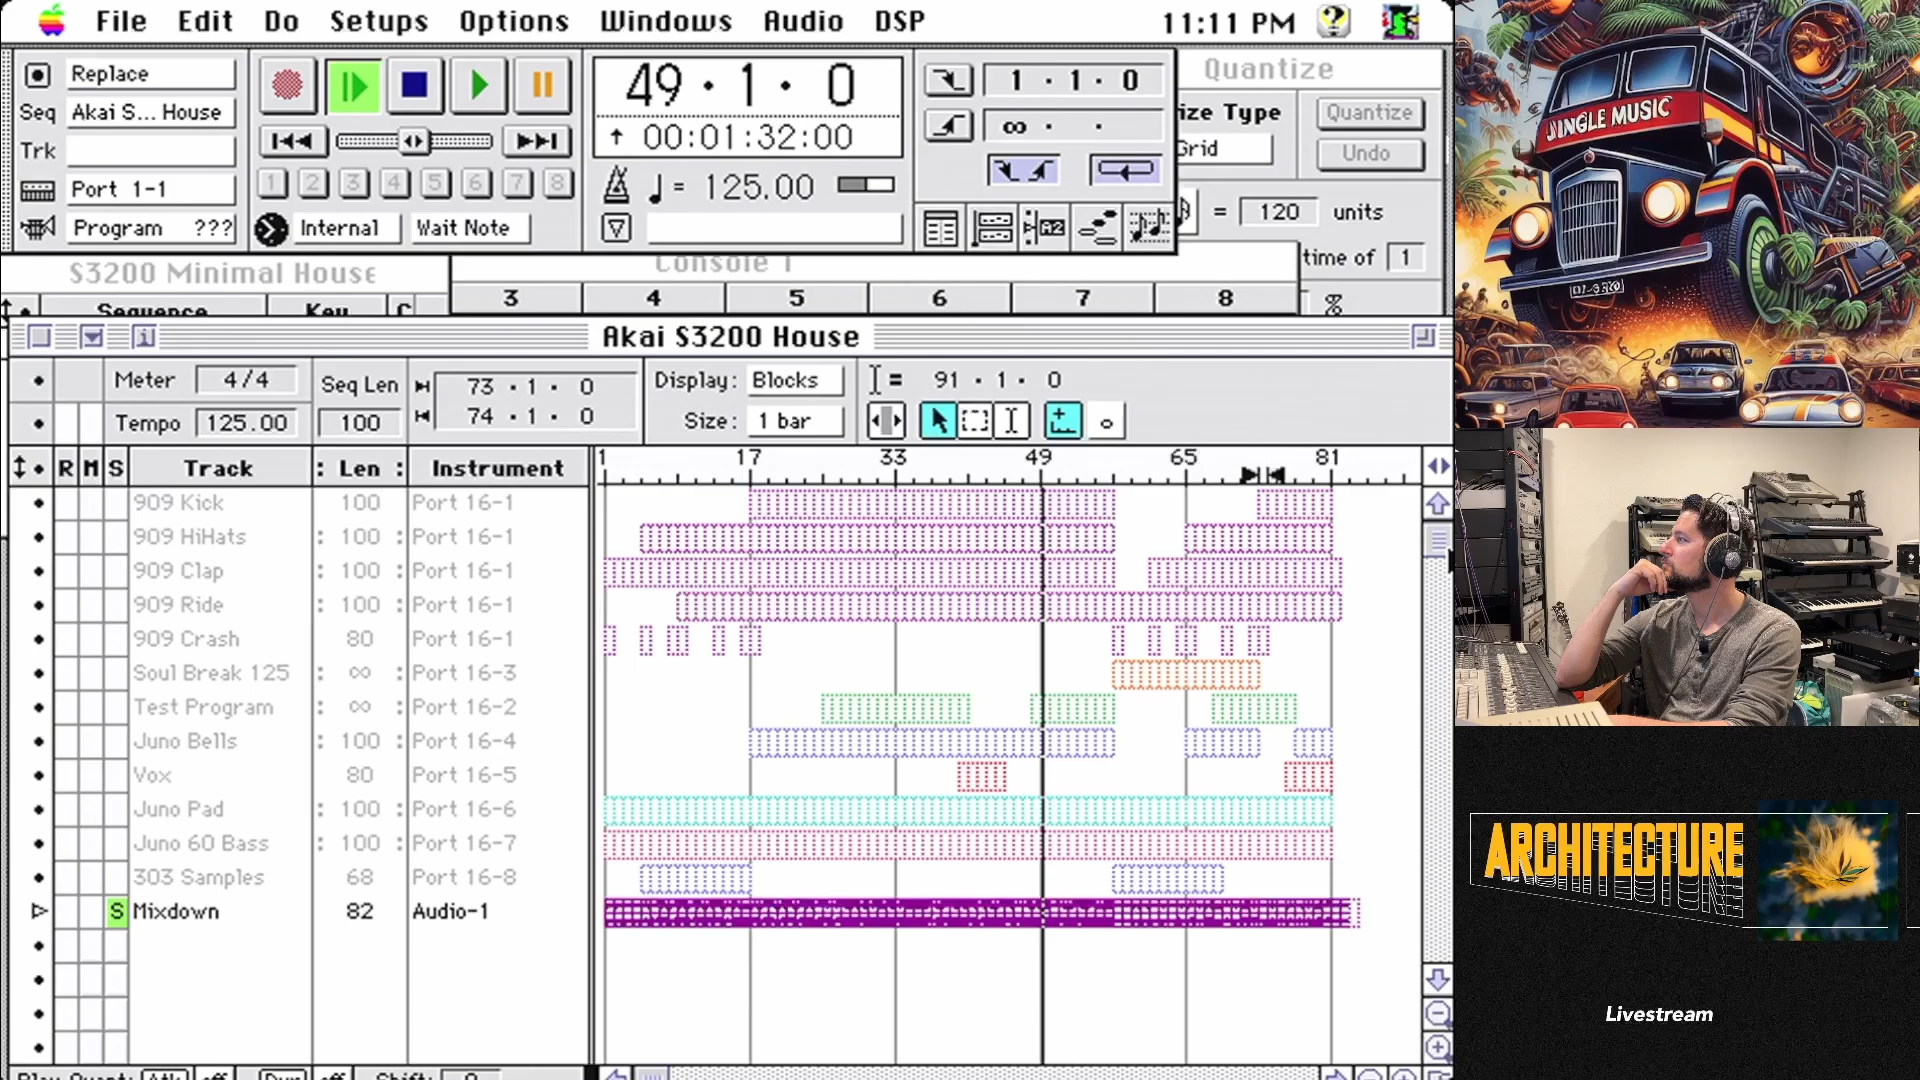 File Edit Do Setups Options Windows Audio DSP 11:11 PM
Replace
Seq Akai S... House
Trk
Port 1-1
Program ???
1 2 3 4 5 6 7 8
Internal Wait Note
49 · 1 · 0
00:01:32:00
= 125.00
1 · 1 · 0
∞ · ·
A2
Quantize
Quantize
Undo
ize Type
Grid
= 120 units
time of 1
%
S3200 Minimal House
Sequence Key C
Console 1
3 4 5 6 7 8
Akai S3200 House
Meter 4/4
Tempo 125.00
Seq Len
100
73 · 1 · 0
74 · 1 · 0
Display: Blocks
Size: 1 bar
= 91 · 1 · 0
R M S Track : Len : Instrument
1 17 33 49 65 81
909 Kick 100 Port 16-1
909 HiHats : 100 : Port 16-1
909 Clap : 100 : Port 16-1
909 Ride : 100 : Port 16-1
909 Crash 80 Port 16-1
Soul Break 125 : ∞ : Port 16-3
Test Program : ∞ : Port 16-2
Juno Bells : 100 : Port 16-4
Vox 80 Port 16-5
Juno Pad : 100 : Port 16-6
Juno 60 Bass : 100 : Port 16-7
303 Samples 68 Port 16-8
S Mixdown 82 Audio-1
JINGLE MUSIC
ARCHITECTURE
Livestream